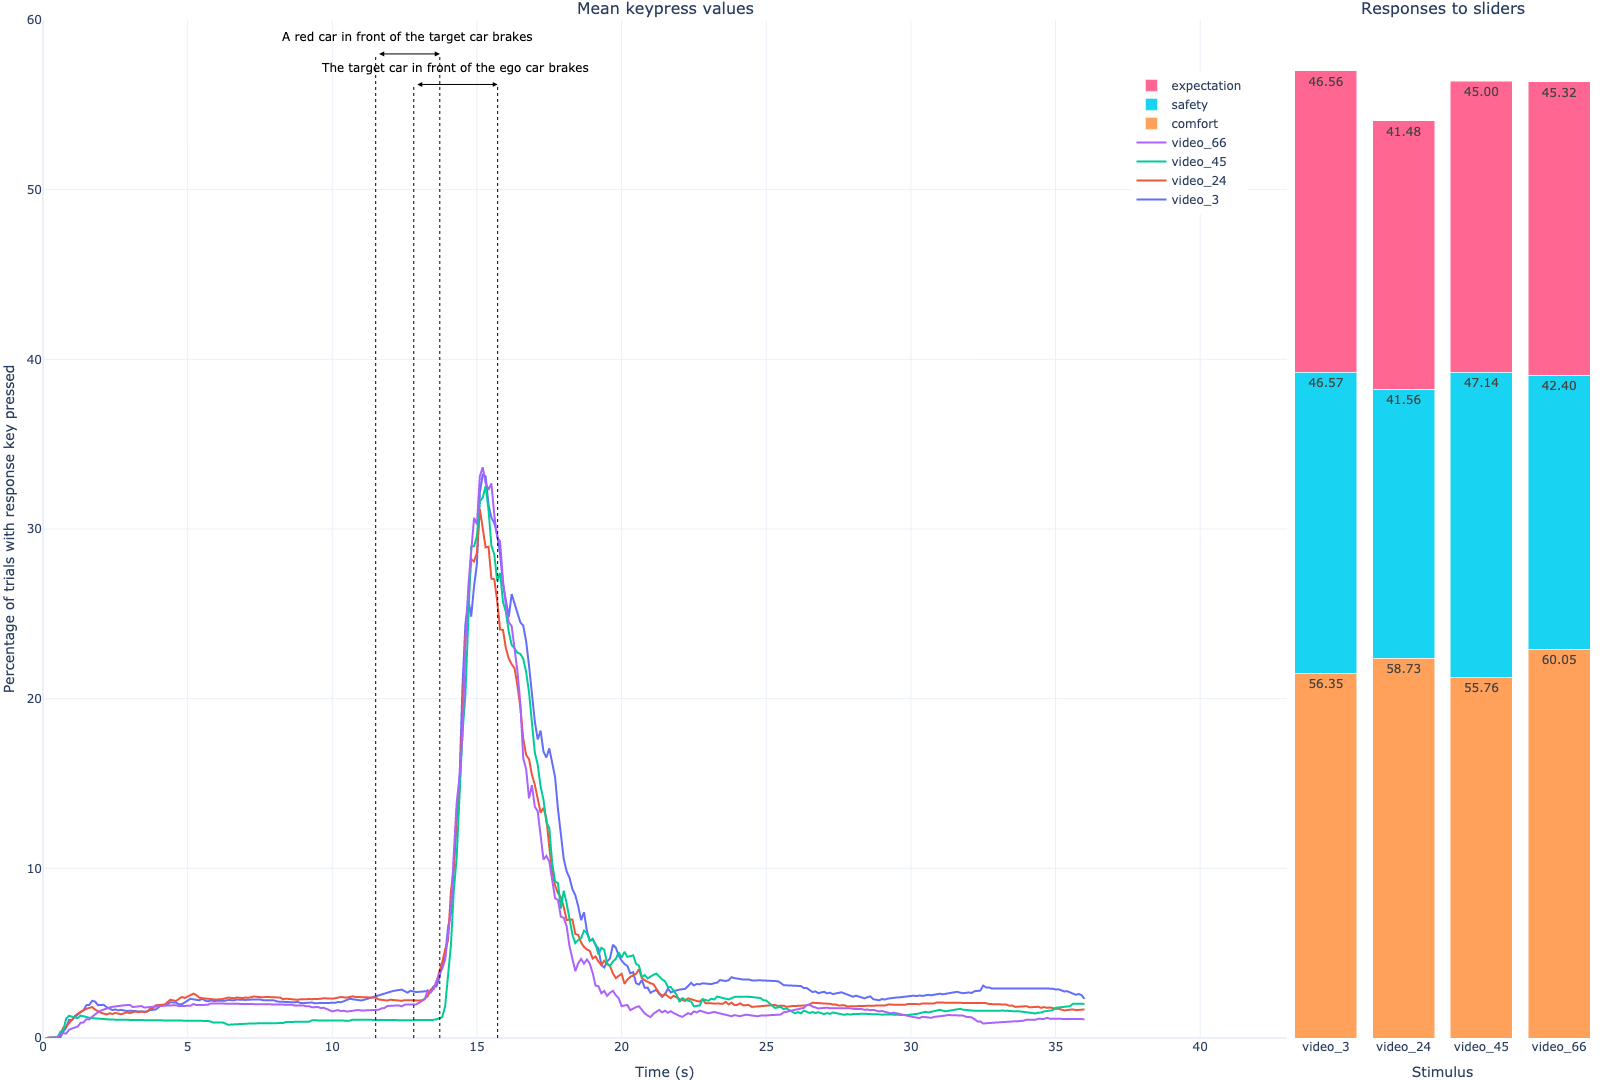 Mean keypress values
Responses to sliders
60
50
40
30
20
10
0
Percentage of trials with response key pressed
A red car in front of the target car brakes
The target car in front of the ego car brakes
expectation
safety
comfort
video_66
video_45
video_24
video_3
0 5 10 15 20 25 30 35 40
Time (s)
46.56 41.48 45.00 45.32
46.57 41.56 47.14 42.40
56.35 58.73 55.76 60.05
video_3 video_24 video_45 video_66
Stimulus